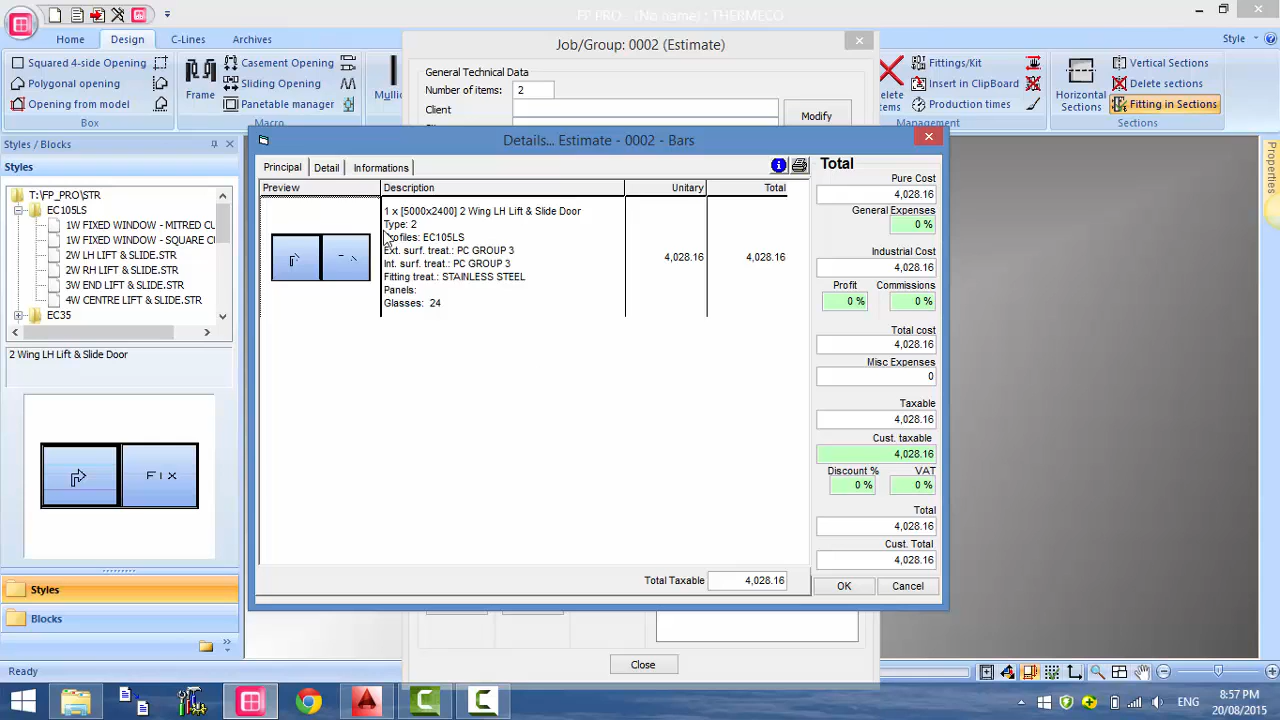 FP PRO - (No name) : THERMECO
Home
Design
C-Lines
Archives
Style
Squared 4-side Opening
Polygonal opening
Opening from model
Box
Frame
Casement Opening
Sliding Opening
Panetable manager
Macro
Fittings/Kit
Insert in ClipBoard
Production times
Management
Horizontal
Sections
Vertical Sections
Delete sections
Fitting in Sections
Sections
Job/Group: 0002 (Estimate)
General Technical Data
Number of items:
2
Client
Modify
Styles / Blocks
Styles
T:\FP_PRO\STR
EC105LS
1W FIXED WINDOW - MITRED CU
1W FIXED WINDOW - SQUARE C
2W LH LIFT & SLIDE.STR
2W RH LIFT & SLIDE.STR
3W END LIFT & SLIDE.STR
4W CENTRE LIFT & SLIDE.STR
EC35
2 Wing LH Lift & Slide Door
FIX
Styles
Blocks
Details... Estimate - 0002 - Bars
Principal
Detail
Informations
Preview
Description
Unitary
Total
1 x [5000x2400] 2 Wing LH Lift & Slide Door
Type: 2
Profiles: EC105LS
Ext. surf. treat.: PC GROUP 3
Int. surf. treat.: PC GROUP 3
Fitting treat.: STAINLESS STEEL
Panels:
Glasses: 24
4,028.16
4,028.16
Total Taxable
4,028.16
Total
Pure Cost
4,028.16
General Expenses
0 %
Industrial Cost
4,028.16
Profit
Commissions
0 %
0 %
Total cost
4,028.16
Misc Expenses
0
Taxable
4,028.16
Cust. taxable
4,028.16
Discount %
VAT
0 %
0 %
Total
4,028.16
Cust. Total
4,028.16
OK
Cancel
Close
Properties
Ready
ENG
8:57 PM
20/08/2015